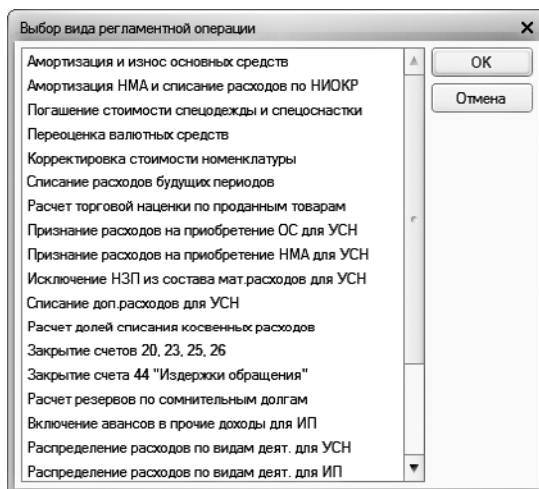 Выбор вида регламентной операции
Амортизация и износ основных средств
Амортизация НМА и списание расходов по НИОКР
Погашение стоимости спецодежды и спецоснастки
Переоценка валютных средств
Корректировка стоимости номенклатуры
Списание расходов будущих периодов
Расчет торговой наценки по проданным товарам
Признание расходов на приобретение ОС для УСН
Признание расходов на приобретение НМА для УСН
Исключение НЗП из состава мат.расходов для УСН
Списание доп.расходов для УСН
Расчет долей списания косвенных расходов
Закрытие счетов 20, 23, 25, 26
Закрытие счета 44 "Издержки обращения"
Расчет резервов по сомнительным долгам
Включение авансов в прочие доходы для ИП
Распределение расходов по видам деят. для УСН
Распределение расходов по видам деят. для ИП
OK
Отмена